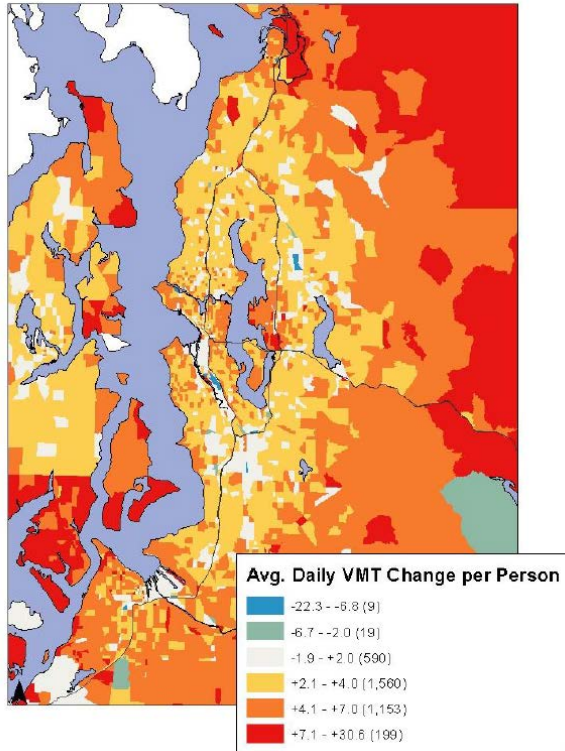 Avg. Daily VMT Change per Person
-22.3 - -6.8 (9)
-6.7 - -2.0 (19)
-1.9 - +2.0 (590)
+2.1 - +4.0 (1,560)
+4.1 - +7.0 (1,153)
+7.1 - +30.6 (199)